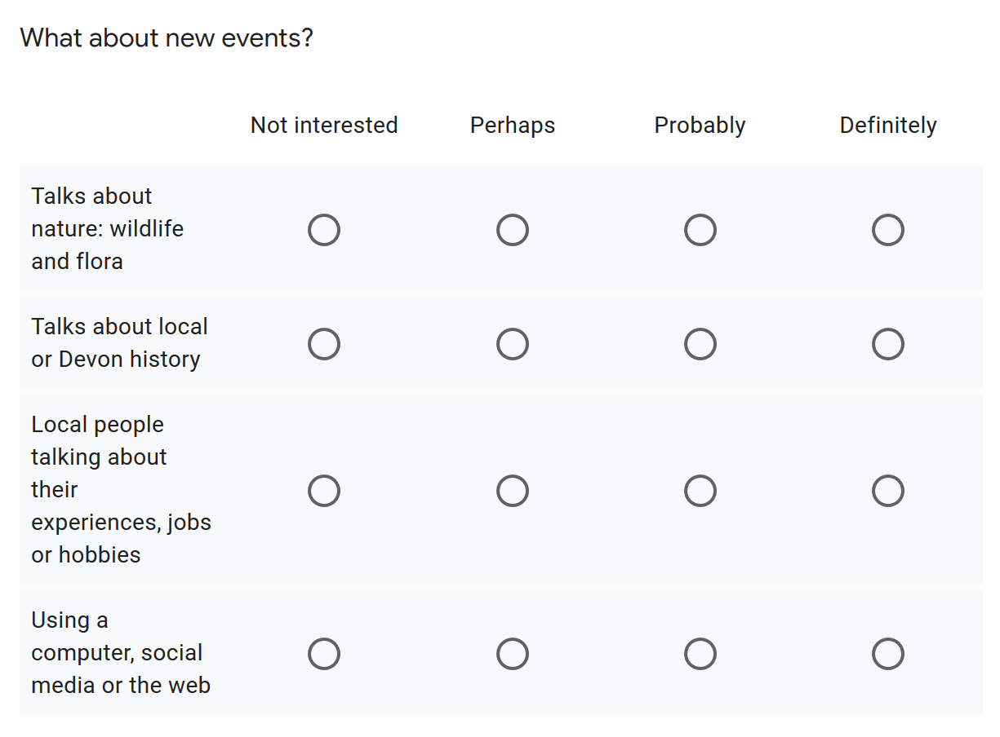 What about new events?
Not interested Perhaps Probably Definitely
Talks about
nature: wildlife
and flora
Talks about local
or Devon history
Local people
talking about
their
experiences, jobs
or hobbies
Using a
computer, social
media or the web